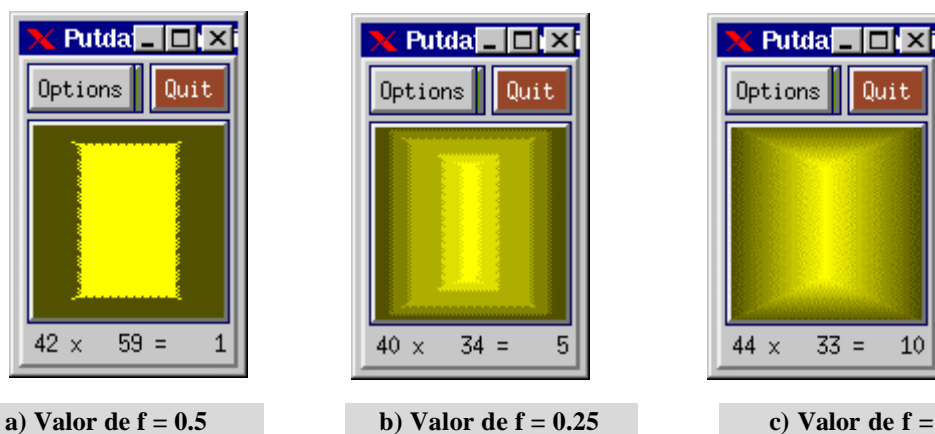 Putda
Options Quit
42 x 59 = 1
a) Valor de f = 0.5
Putda
Options Quit
40 x 34 = 5
b) Valor de f = 0.25
Putda
Options Quit
44 x 33 = 10
c) Valor de f =